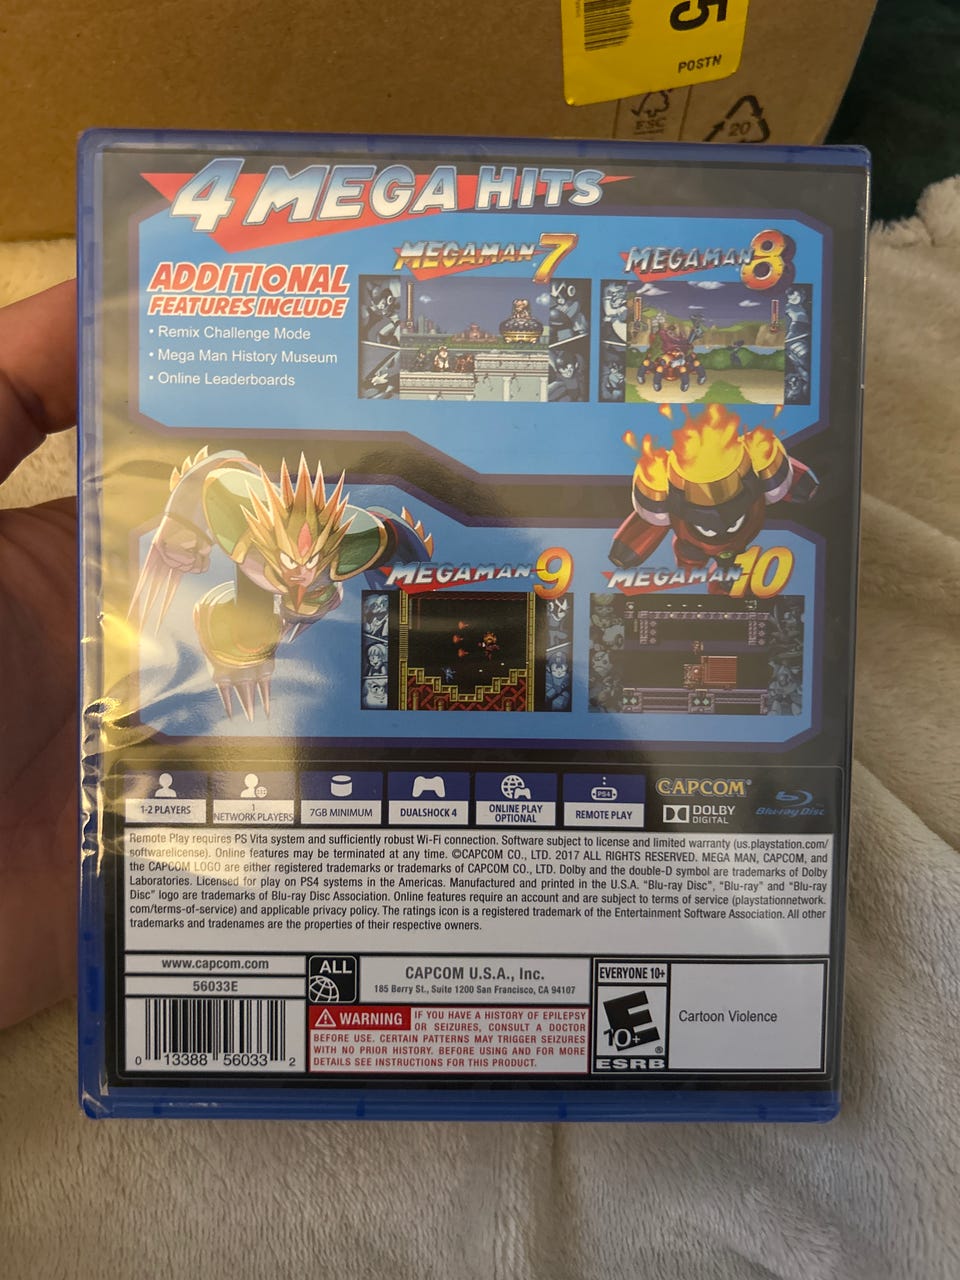 5
POSTN
FSC
20
4 MEGA HITS
ADDITIONAL
FEATURES INCLUDE
• Remix Challenge Mode
• Mega Man History Museum
• Online Leaderboards
MEGAMAN 7
MEGAMAN 8
MEGAMAN 9
MEGAMAN 10
1-2 PLAYERS
1
NETWORK PLAYERS
7GB MINIMUM
DUALSHOCK 4
ONLINE PLAY
OPTIONAL
PS4
REMOTE PLAY
CAPCOM
DOLBY
DIGITAL
Blu-ray Disc
Remote Play requires PS Vita system and sufficiently robust Wi-Fi connection. Software subject to license and limited warranty (us.playstation.com/
softwarelicense). Online features may be terminated at any time. ©CAPCOM CO., LTD. 2017 ALL RIGHTS RESERVED. MEGA MAN, CAPCOM, and
the CAPCOM LOGO are either registered trademarks or trademarks of CAPCOM CO., LTD. Dolby and the double-D symbol are trademarks of Dolby
Laboratories. Licensed for play on PS4 systems in the Americas. Manufactured and printed in the U.S.A. "Blu-ray Disc", "Blu-ray" and "Blu-ray
Disc" logo are trademarks of Blu-ray Disc Association. Online features require an account and are subject to terms of service (playstationnetwork.
com/terms-of-service) and applicable privacy policy. The ratings icon is a registered trademark of the Entertainment Software Association. All other
trademarks and tradenames are the properties of their respective owners.
www.capcom.com
56033E
0 13388 56033 2
ALL
CAPCOM U.S.A., Inc.
185 Berry St., Suite 1200 San Francisco, CA 94107
WARNING IF YOU HAVE A HISTORY OF EPILEPSY
OR SEIZURES, CONSULT A DOCTOR
BEFORE USE. CERTAIN PATTERNS MAY TRIGGER SEIZURES
WITH NO PRIOR HISTORY. BEFORE USING AND FOR MORE
DETAILS SEE INSTRUCTIONS FOR THIS PRODUCT.
EVERYONE 10+
E
10+
ESRB
Cartoon Violence